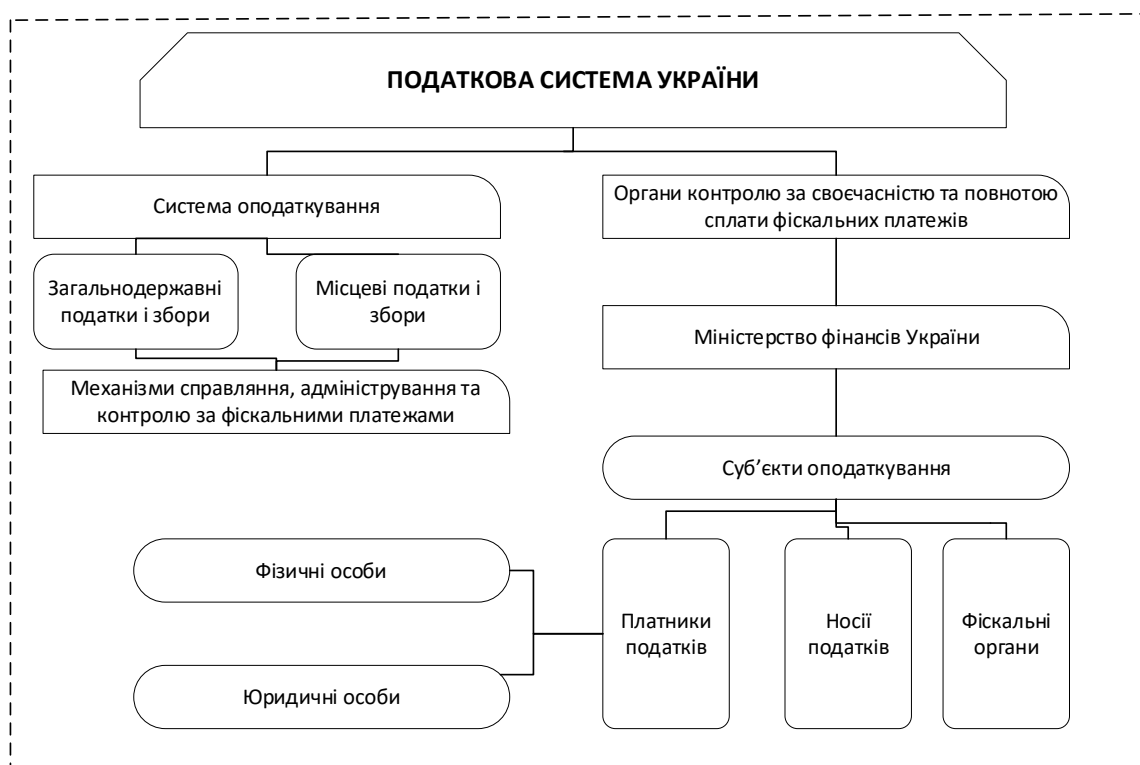 ПОДАТКОВА СИСТЕМА УКРАЇНИ
Система оподаткування
Органи контролю за своєчасністю та повнотою
сплати фіскальних платежів
Загальнодержавні
податки і збори
Місцеві податки і
збори
Міністерство фінансів України
Механізми справляння, адміністрування та
контролю за фіскальними платежами
Суб’єкти оподаткування
Фізичні особи
Юридичні особи
Платники
податків
Носії
податків
Фіскальні
органи